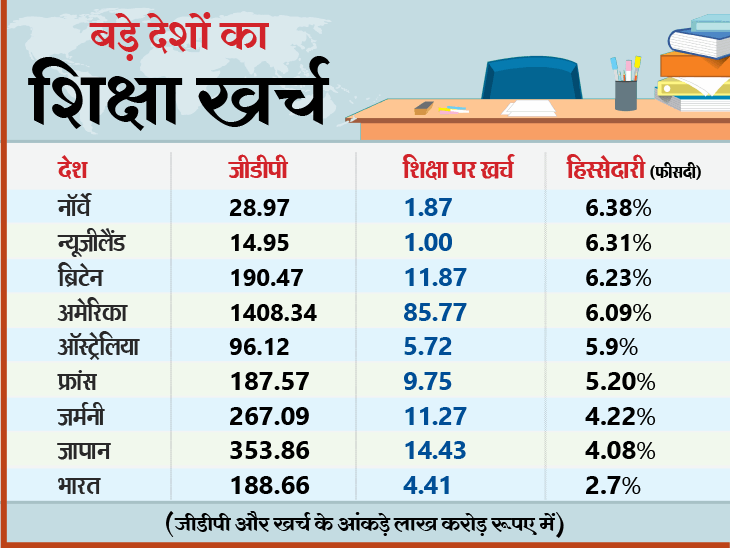 बड़े देशों का
शिक्षा खर्च
देश जीडीपी शिक्षा पर खर्च हिस्सेदारी (फीसदी)
नॉर्वे 28.97 1.87 6.38%
न्यूजीलैंड 14.95 1.00 6.31%
ब्रिटेन 190.47 11.87 6.23%
अमेरिका 1408.34 85.77 6.09%
ऑस्ट्रेलिया 96.12 5.72 5.9%
फ्रांस 187.57 9.75 5.20%
जर्मनी 267.09 11.27 4.22%
जापान 353.86 14.43 4.08%
भारत 188.66 4.41 2.7%
(जीडीपी और खर्च के आंकड़े लाख करोड़ रूपए में)